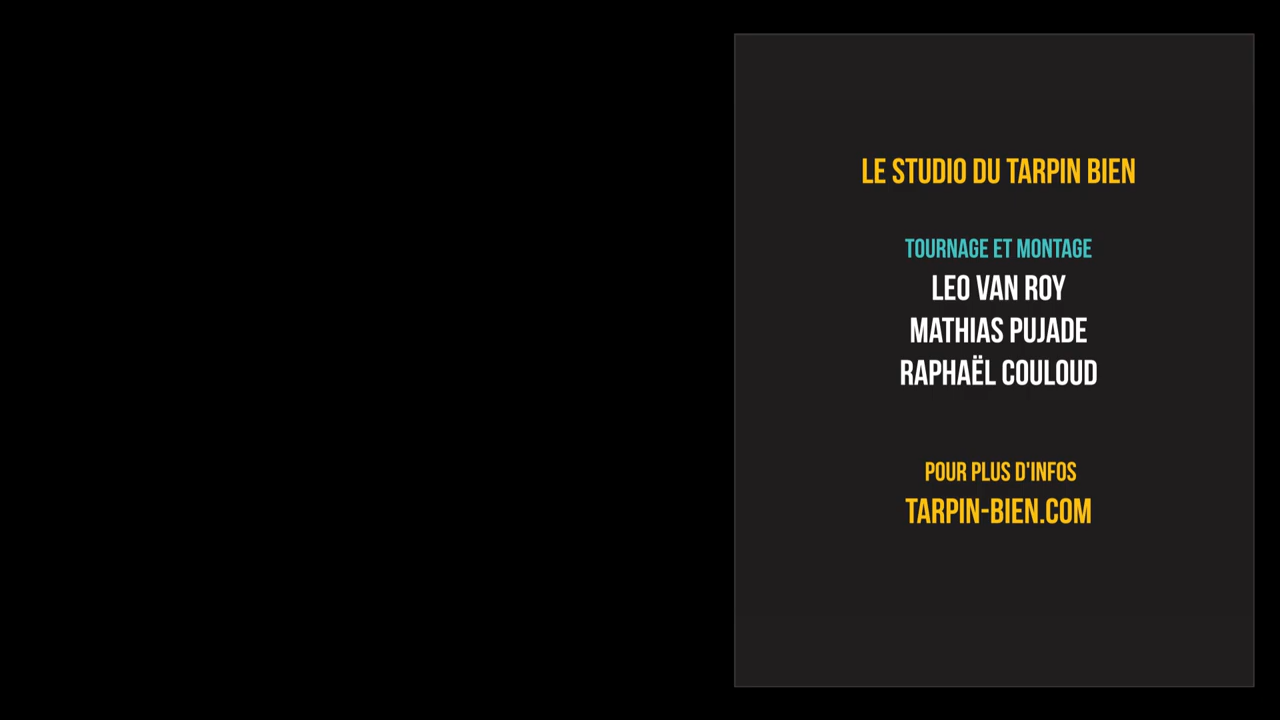 LE STUDIO DU TARPIN BIEN
TOURNAGE ET MONTAGE
LEO VAN ROY
MATHIAS PUJADE
RAPHAËL COULOUD
POUR PLUS D'INFOS
TARPIN-BIEN.COM